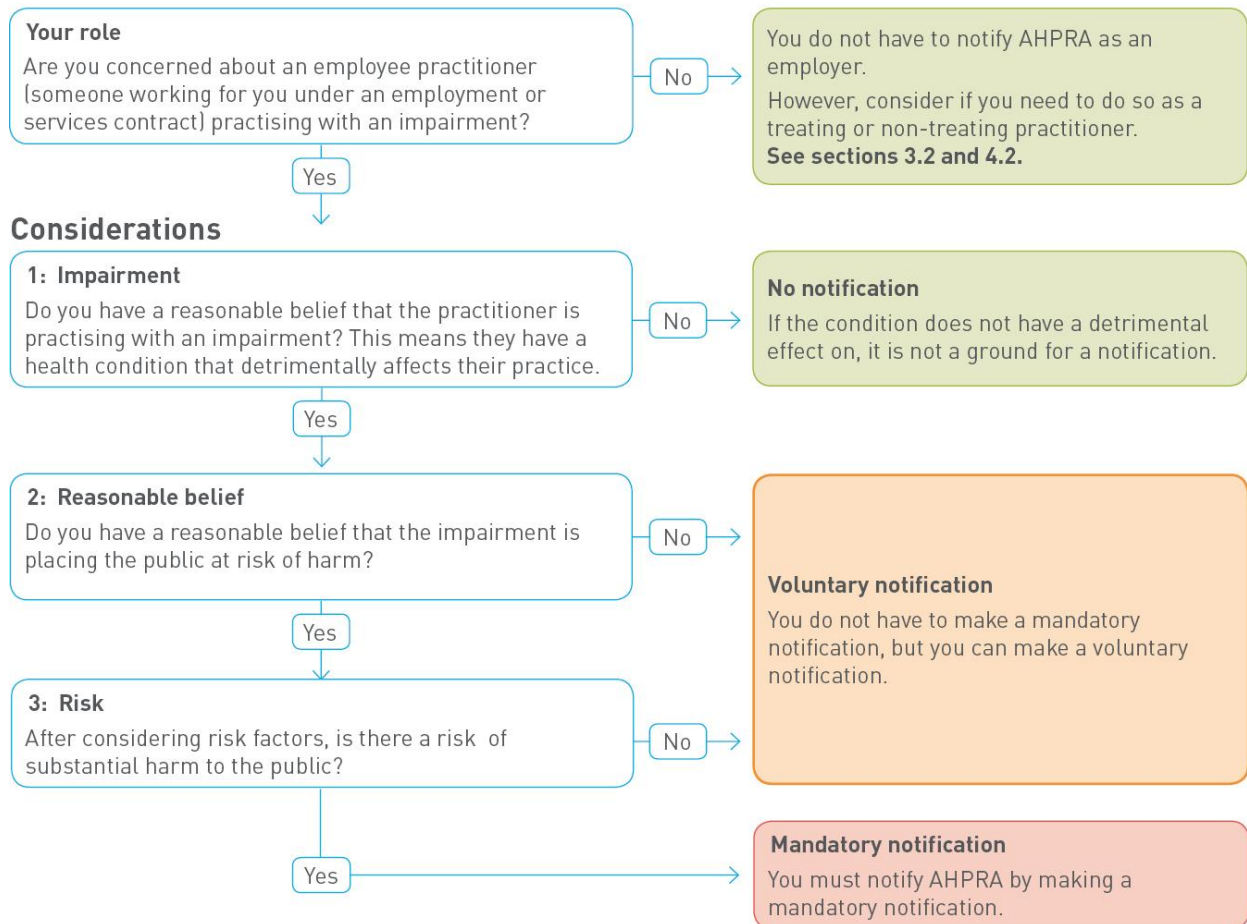 Your role
Are you concerned about an employee practitioner
(someone working for you under an employment or
services contract) practising with an impairment?
No
You do not have to notify AHPRA as an
employer.
However, consider if you need to do so as a
treating or non-treating practitioner.
See sections 3.2 and 4.2.
Yes
Considerations
1: Impairment
Do you have a reasonable belief that the practitioner is
practising with an impairment? This means they have a
health condition that detrimentally affects their practice.
No
No notification
If the condition does not have a detrimental
effect on, it is not a ground for a notification.
Yes
2: Reasonable belief
Do you have a reasonable belief that the impairment is
placing the public at risk of harm?
No
Voluntary notification
You do not have to make a mandatory
notification, but you can make a voluntary
notification.
Yes
3: Risk
After considering risk factors, is there a risk of
substantial harm to the public?
No
Yes
Mandatory notification
You must notify AHPRA by making a
mandatory notification.